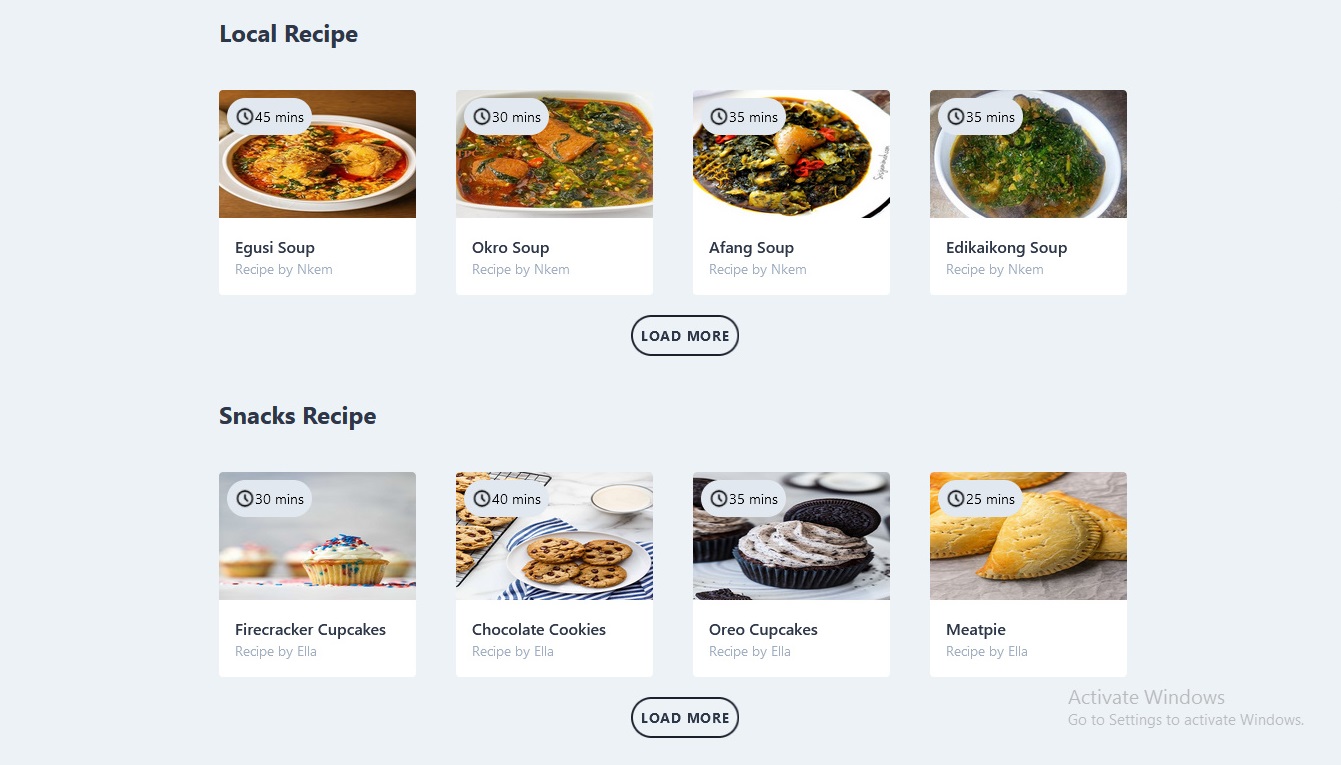 Local Recipe
45 mins
30 mins
35 mins
35 mins
Egusi Soup
Recipe by Nkem
Okro Soup
Recipe by Nkem
Afang Soup
Recipe by Nkem
Edikaikong Soup
Recipe by Nkem
LOAD MORE
Snacks Recipe
30 mins
40 mins
35 mins
25 mins
Firecracker Cupcakes
Recipe by Ella
Chocolate Cookies
Recipe by Ella
Oreo Cupcakes
Recipe by Ella
Meatpie
Recipe by Ella
LOAD MORE
Activate Windows
Go to Settings to activate Windows.